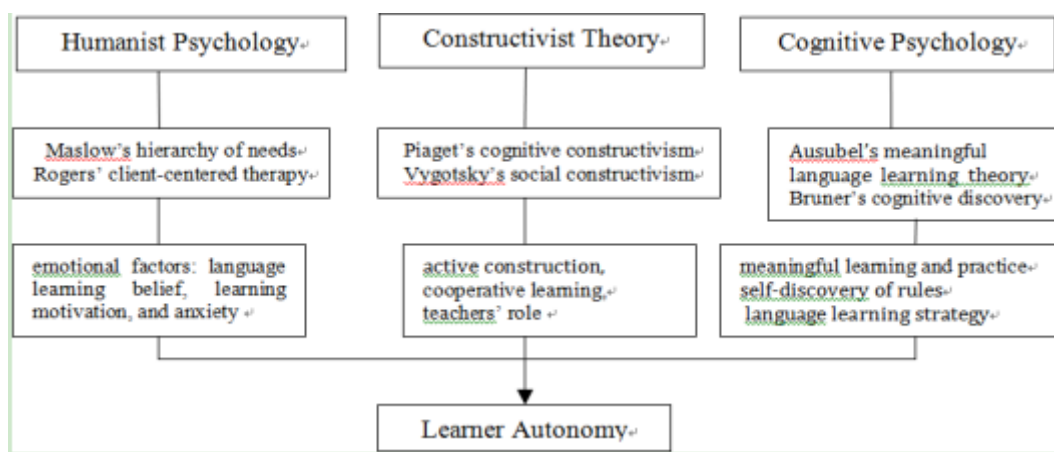 Humanist Psychology
Constructivist Theory
Cognitive Psychology
Maslow's hierarchy of needs
Rogers' client-centered therapy
Piaget's cognitive constructivism
Vygotsky's social constructivism
Ausubel's meaningful
language learning theory
Bruner's cognitive discovery
emotional factors: language
learning belief, learning
motivation, and anxiety
active construction,
cooperative learning,
teachers' role
meaningful learning and practice
self-discovery of rules
language learning strategy
Learner Autonomy